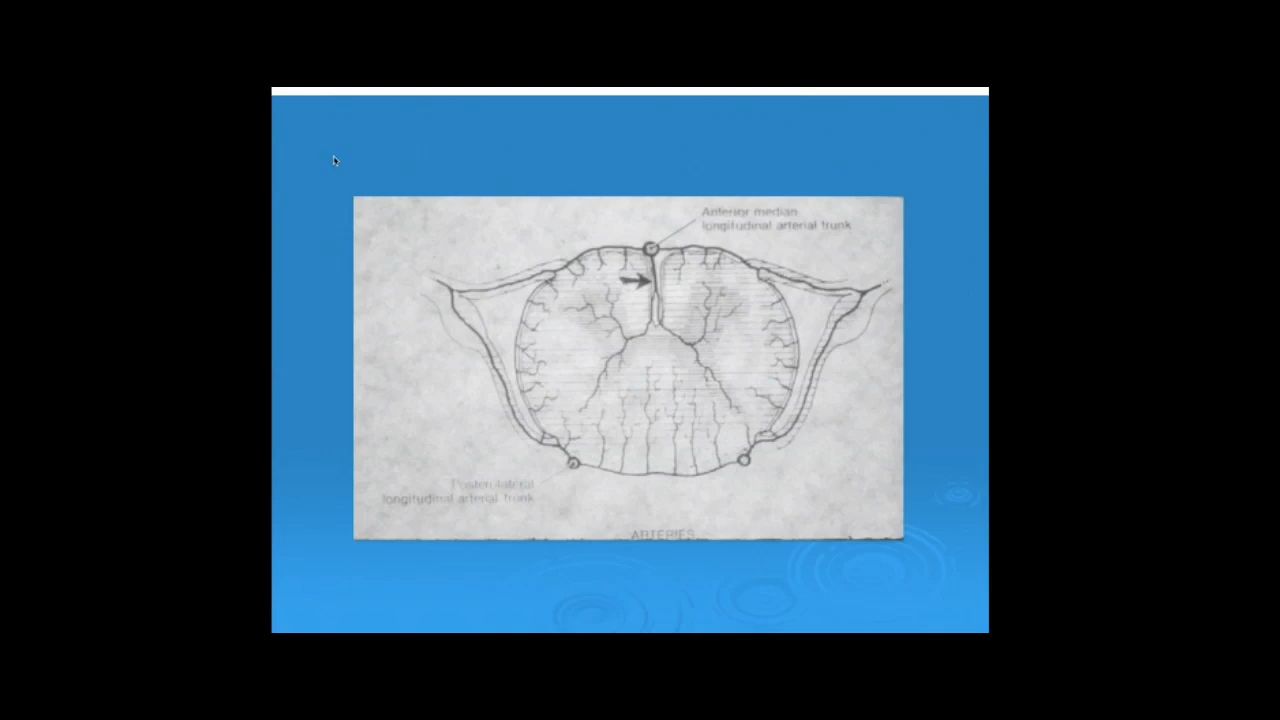 Anterior median
longitudinal arterial trunk
Posterolateral
longitudinal arterial trunk
ARTERIES